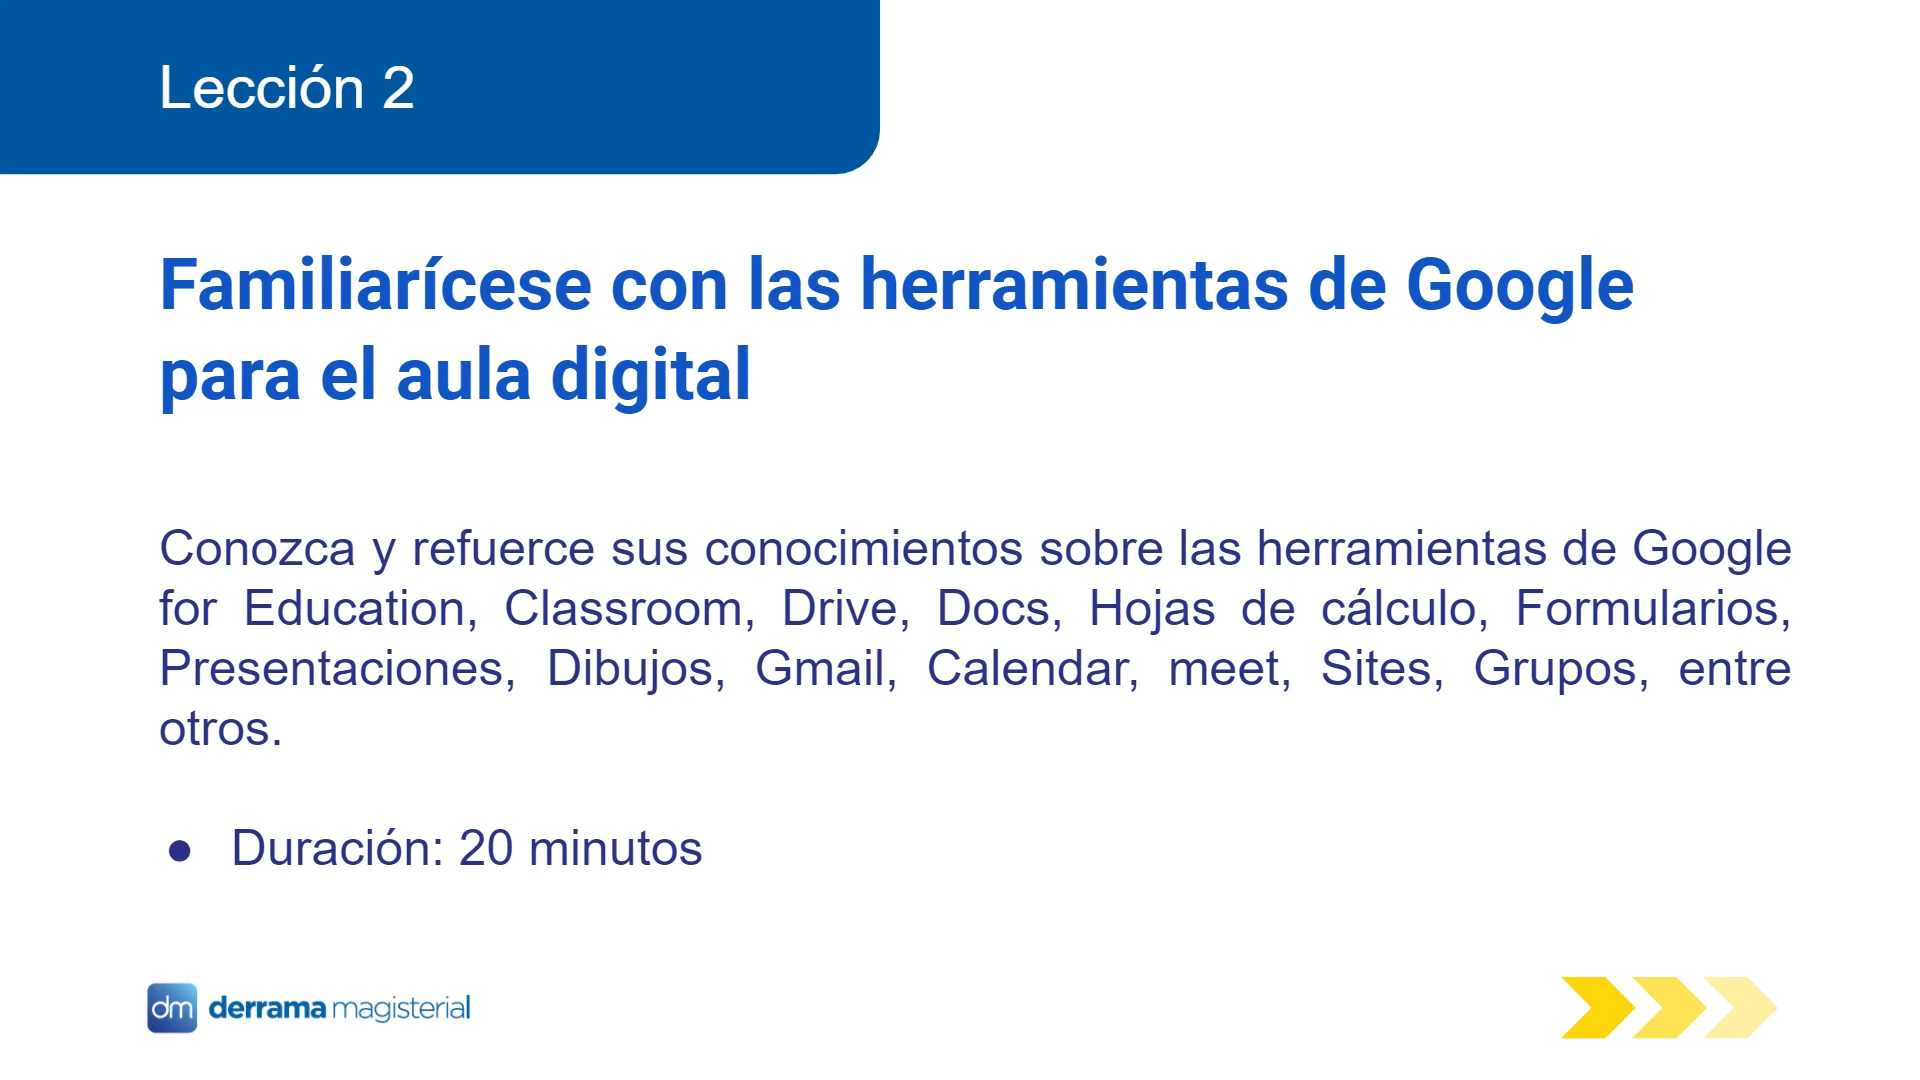 Lección 2
Familiarícese con las herramientas de Google
para el aula digital
Conozca y refuerce sus conocimientos sobre las herramientas de Google
for Education, Classroom, Drive, Docs, Hojas de cálculo, Formularios,
Presentaciones, Dibujos, Gmail, Calendar, meet, Sites, Grupos, entre
otros.
● Duración: 20 minutos
dm derrama magisterial